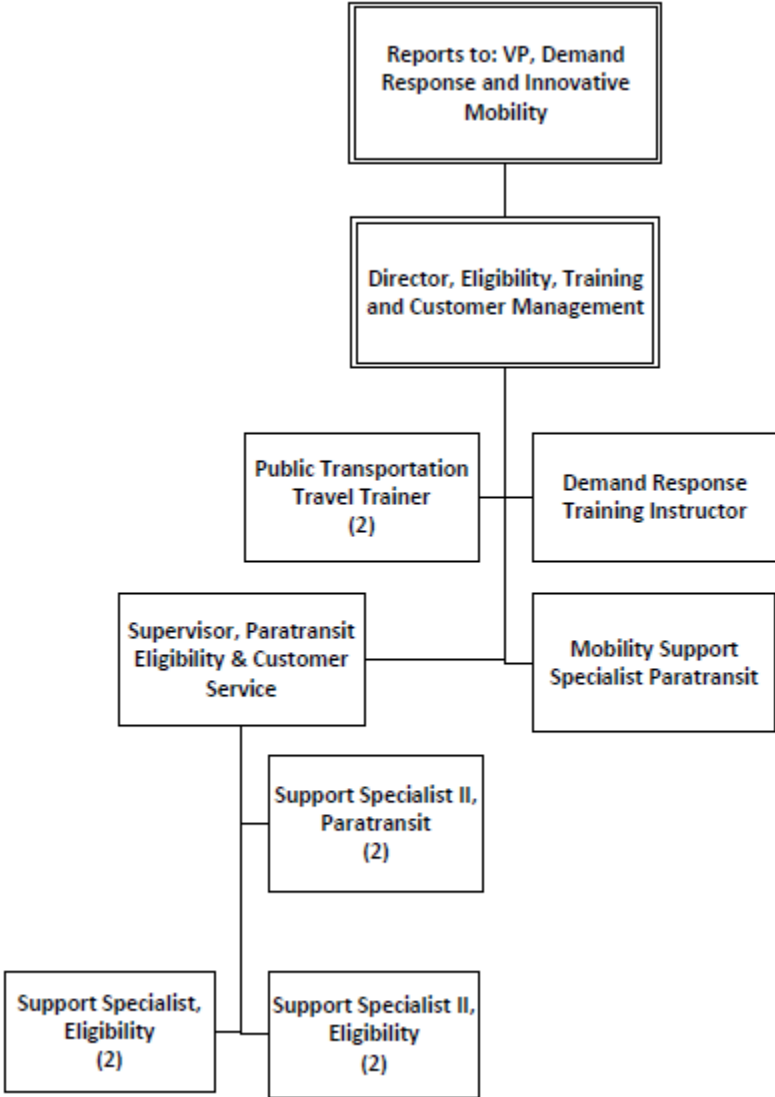 Reports to: VP, Demand
Response and Innovative
Mobility
Director, Eligibility, Training
and Customer Management
Public Transportation
Travel Trainer
(2)
Demand Response
Training Instructor
Supervisor, Paratransit
Eligibility & Customer
Service
Mobility Support
Specialist Paratransit
Support Specialist II,
Paratransit
(2)
Support Specialist,
Eligibility
(2)
Support Specialist II,
Eligibility
(2)